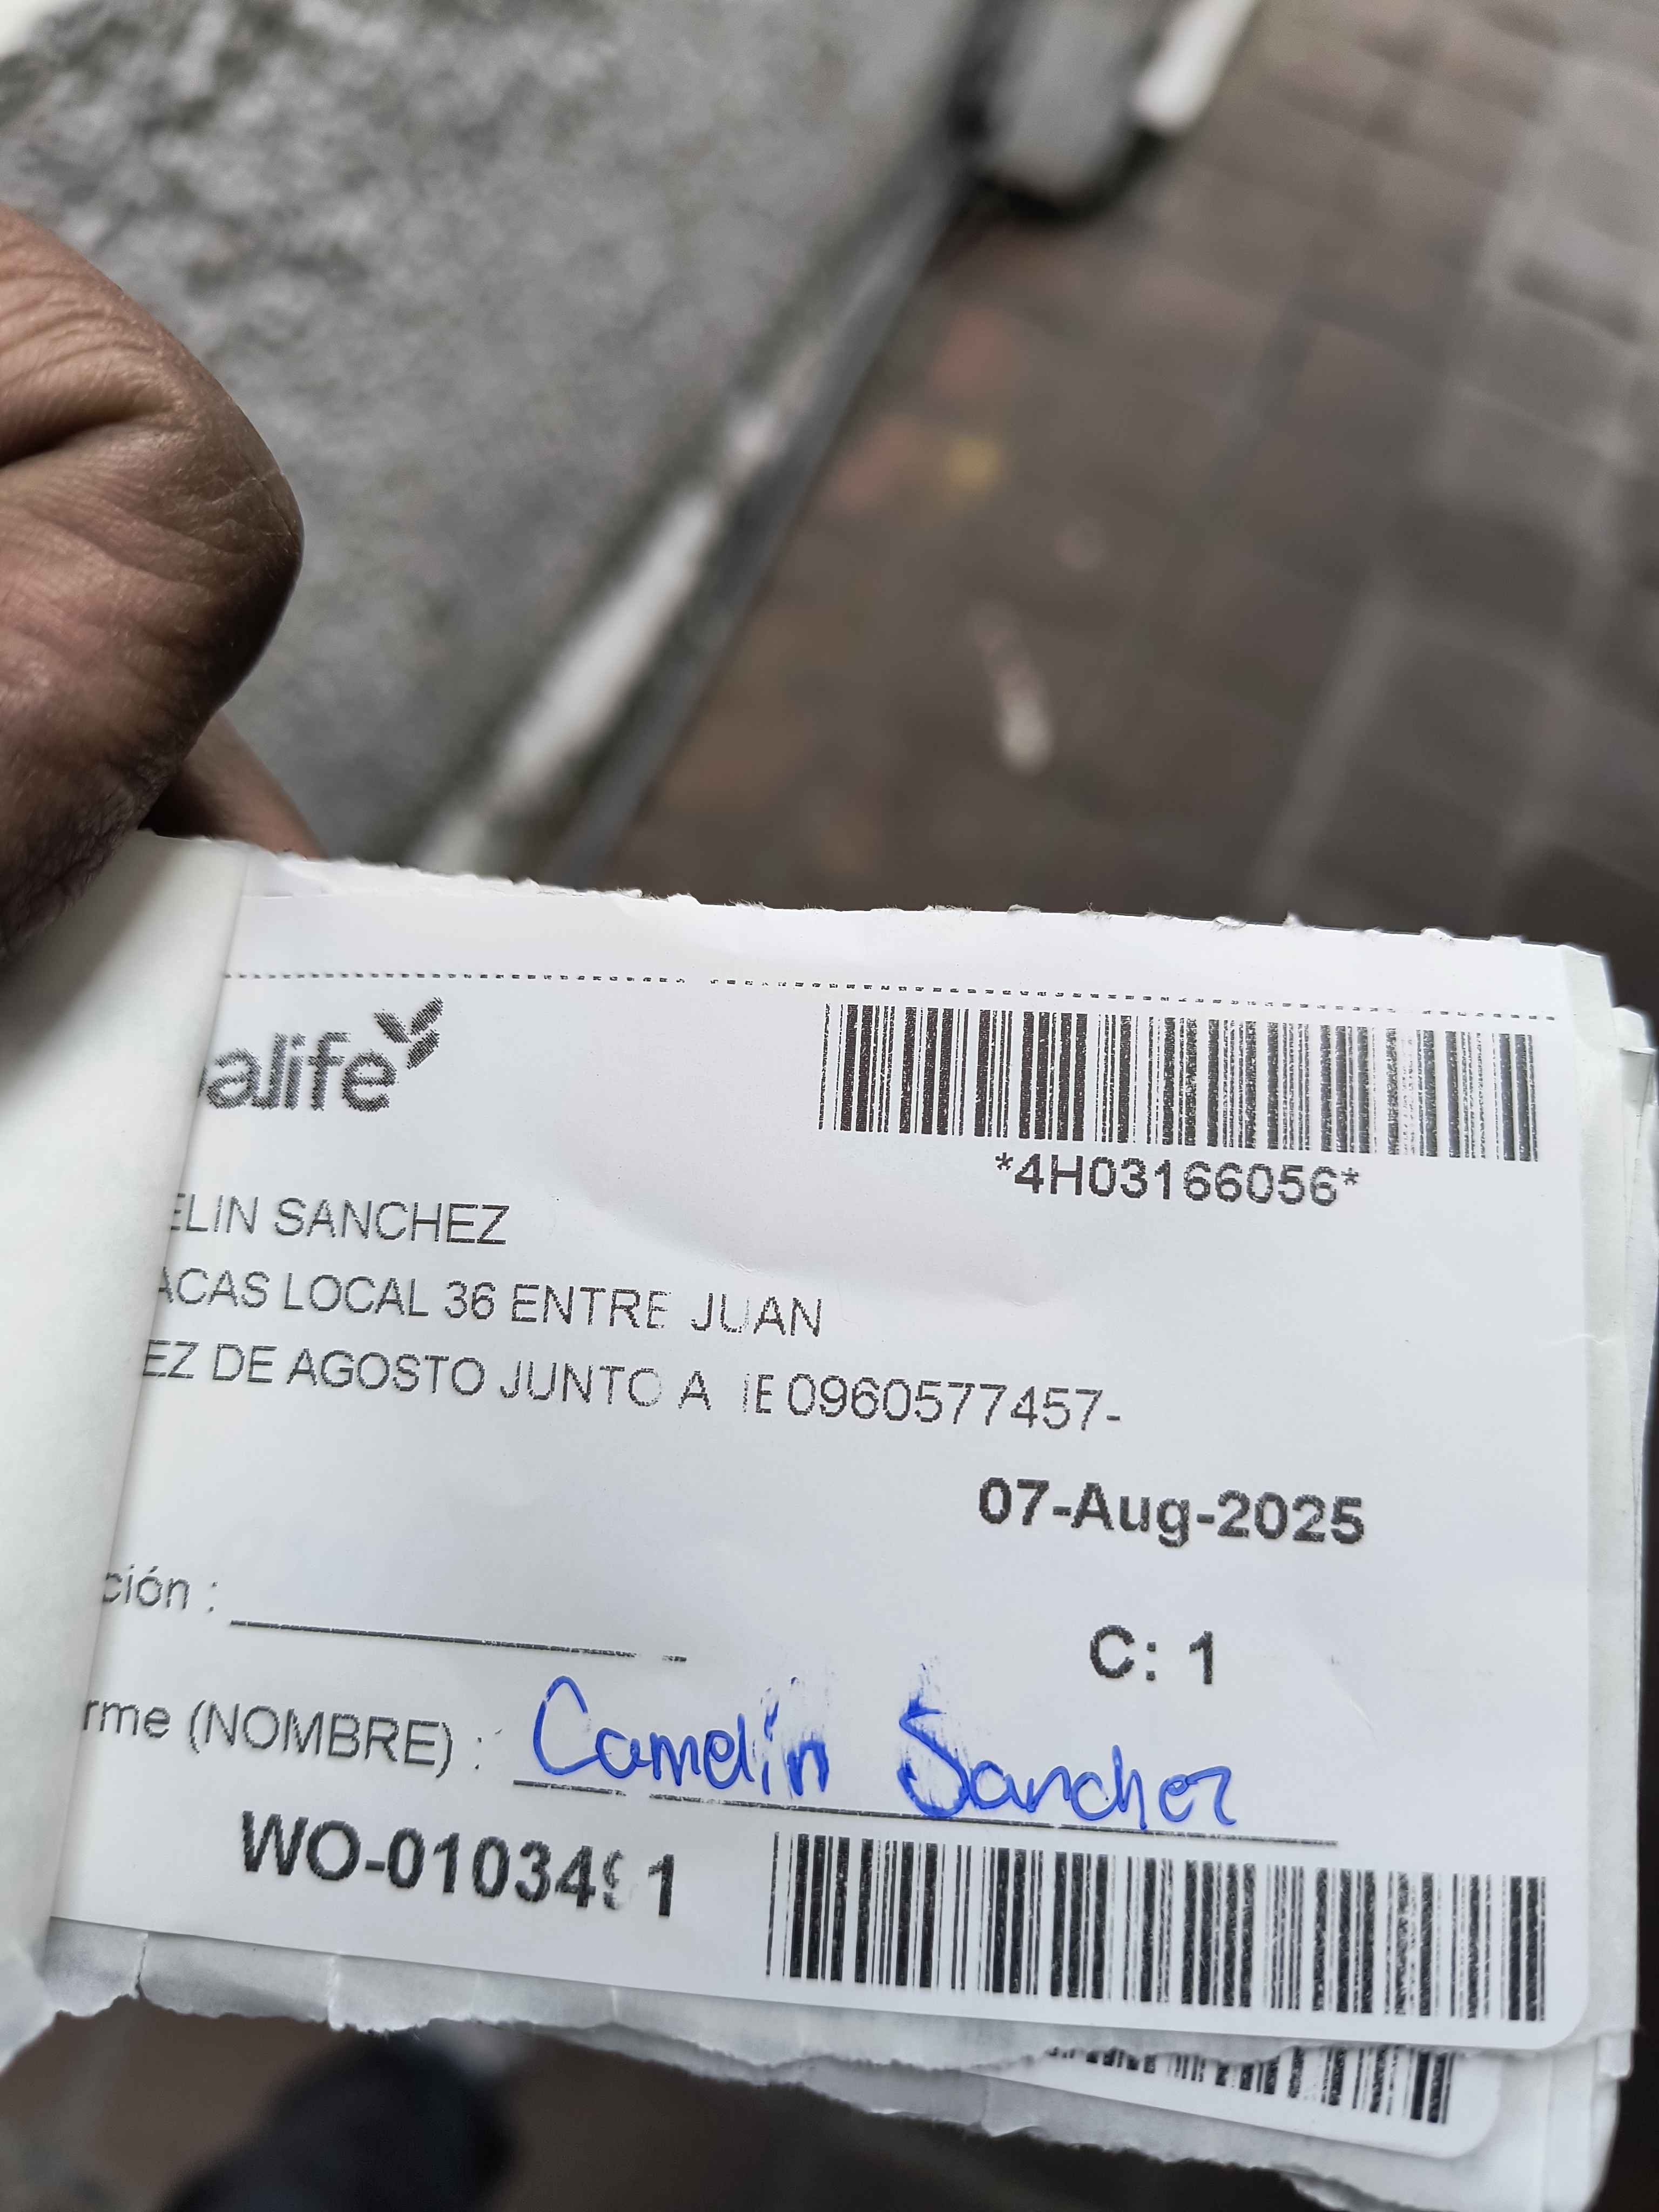 alife
*4H03166056*
ELIN SANCHEZ
ACAS LOCAL 36 ENTRE JUAN
EZ DE AGOSTO JUNTO A IE 0960577457-
07-Aug-2025
ción :
C: 1
rme (NOMBRE) : Camelin Sanchez